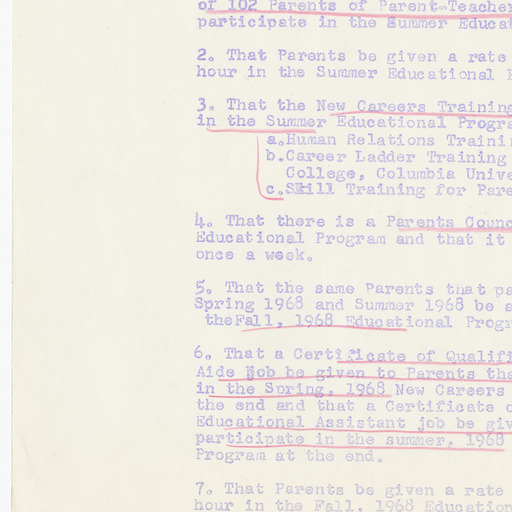 of 102 Parents of Parent-Teacher
participate in the Summer Educat
2. That Parents be given a rate
hour in the Summer Educational
3. That the New Careers Training
in the Summer Educational Progra
a.Human Relations Traini
b.Career Ladder Training
College, Columbia Unive
c.Skill Training for Pare
4. That there is a Parents Counc
Educational Program and that it
once a week.
5. That the same Parents that pa
Spring 1968 and Summer 1968 be a
theFall, 1968 Educational Progr
6. That a Certificate of Qualifi
Aide job be given to Parents tha
in the Spring, 1968 New Careers
the end and that a Certificate o
Educational Assistant job be giv
participate in the summer, 1968
Program at the end.
7. That Parents be given a rate
hour in the Fall, 1968 Education